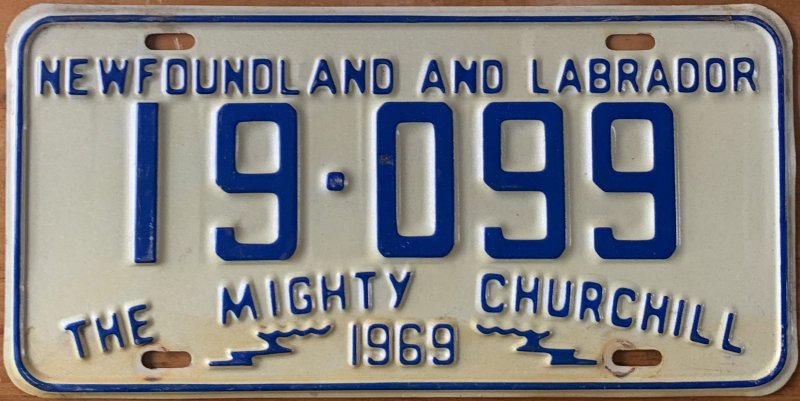 NEWFOUNDLAND AND LABRADOR
19·099
THE MIGHTY CHURCHILL
1969